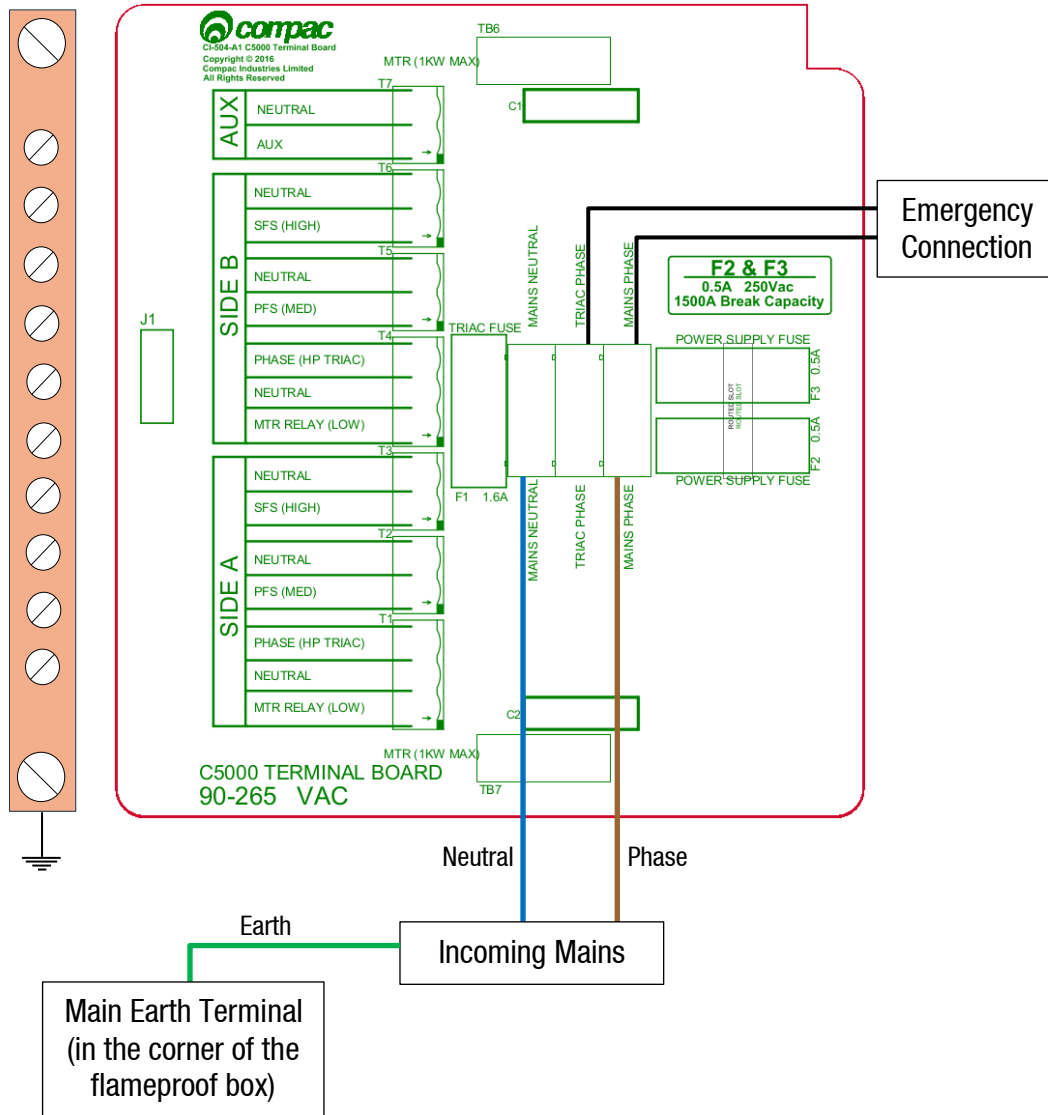 compac
CI-504-A1 C5000 Terminal Board
Copyright © 2016
Compac Industries Limited
All Rights Reserved
TB6
MTR (1KW MAX)
C1
T7
AUX
NEUTRAL
AUX
T6
SIDE B
NEUTRAL
SFS (HIGH)
T5
NEUTRAL
PFS (MED)
T4
PHASE (HP TRIAC)
NEUTRAL
MTR RELAY (LOW)
T3
SIDE A
NEUTRAL
SFS (HIGH)
T2
NEUTRAL
PFS (MED)
T1
PHASE (HP TRIAC)
NEUTRAL
MTR RELAY (LOW)
J1
TRIAC FUSE
F1 1.6A
MAINS NEUTRAL
TRIAC PHASE
MAINS PHASE
MAINS NEUTRAL
TRIAC PHASE
MAINS PHASE
Emergency
Connection
F2 & F3
0.5A 250Vac
1500A Break Capacity
POWER SUPPLY FUSE
F3 0.5A
ROUTED SLOT
ROUTED SLOT
F2 0.5A
POWER SUPPLY FUSE
C2
MTR (1KW MAX)
TB7
C5000 TERMINAL BOARD
90-265 VAC
Neutral
Phase
Earth
Incoming Mains
Main Earth Terminal
(in the corner of the
flameproof box)